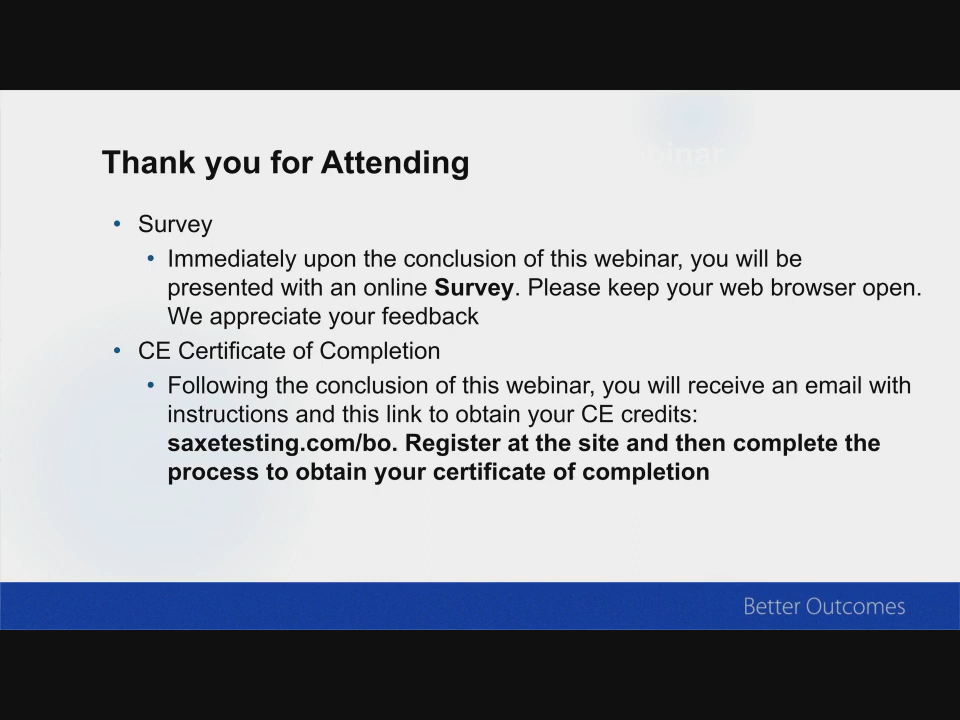 Thank you for Attending
• Survey
• Immediately upon the conclusion of this webinar, you will be
presented with an online Survey. Please keep your web browser open.
We appreciate your feedback
• CE Certificate of Completion
• Following the conclusion of this webinar, you will receive an email with
instructions and this link to obtain your CE credits:
saxetesting.com/bo. Register at the site and then complete the
process to obtain your certificate of completion
Better Outcomes